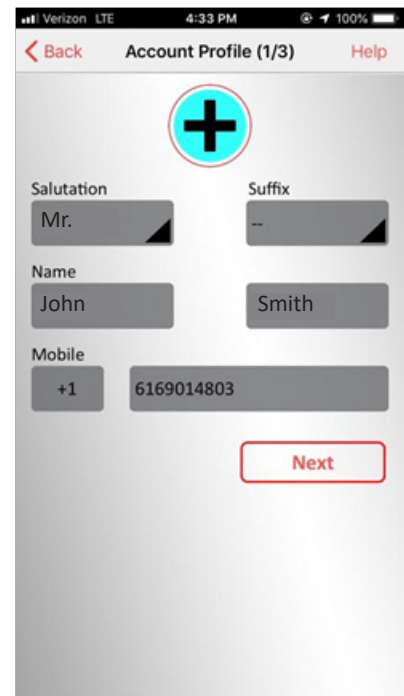 Verizon LTE 4:33 PM 100%
Back Account Profile (1/3) Help
Salutation Suffix
Mr. --
Name
John Smith
Mobile
+1 6169014803
Next